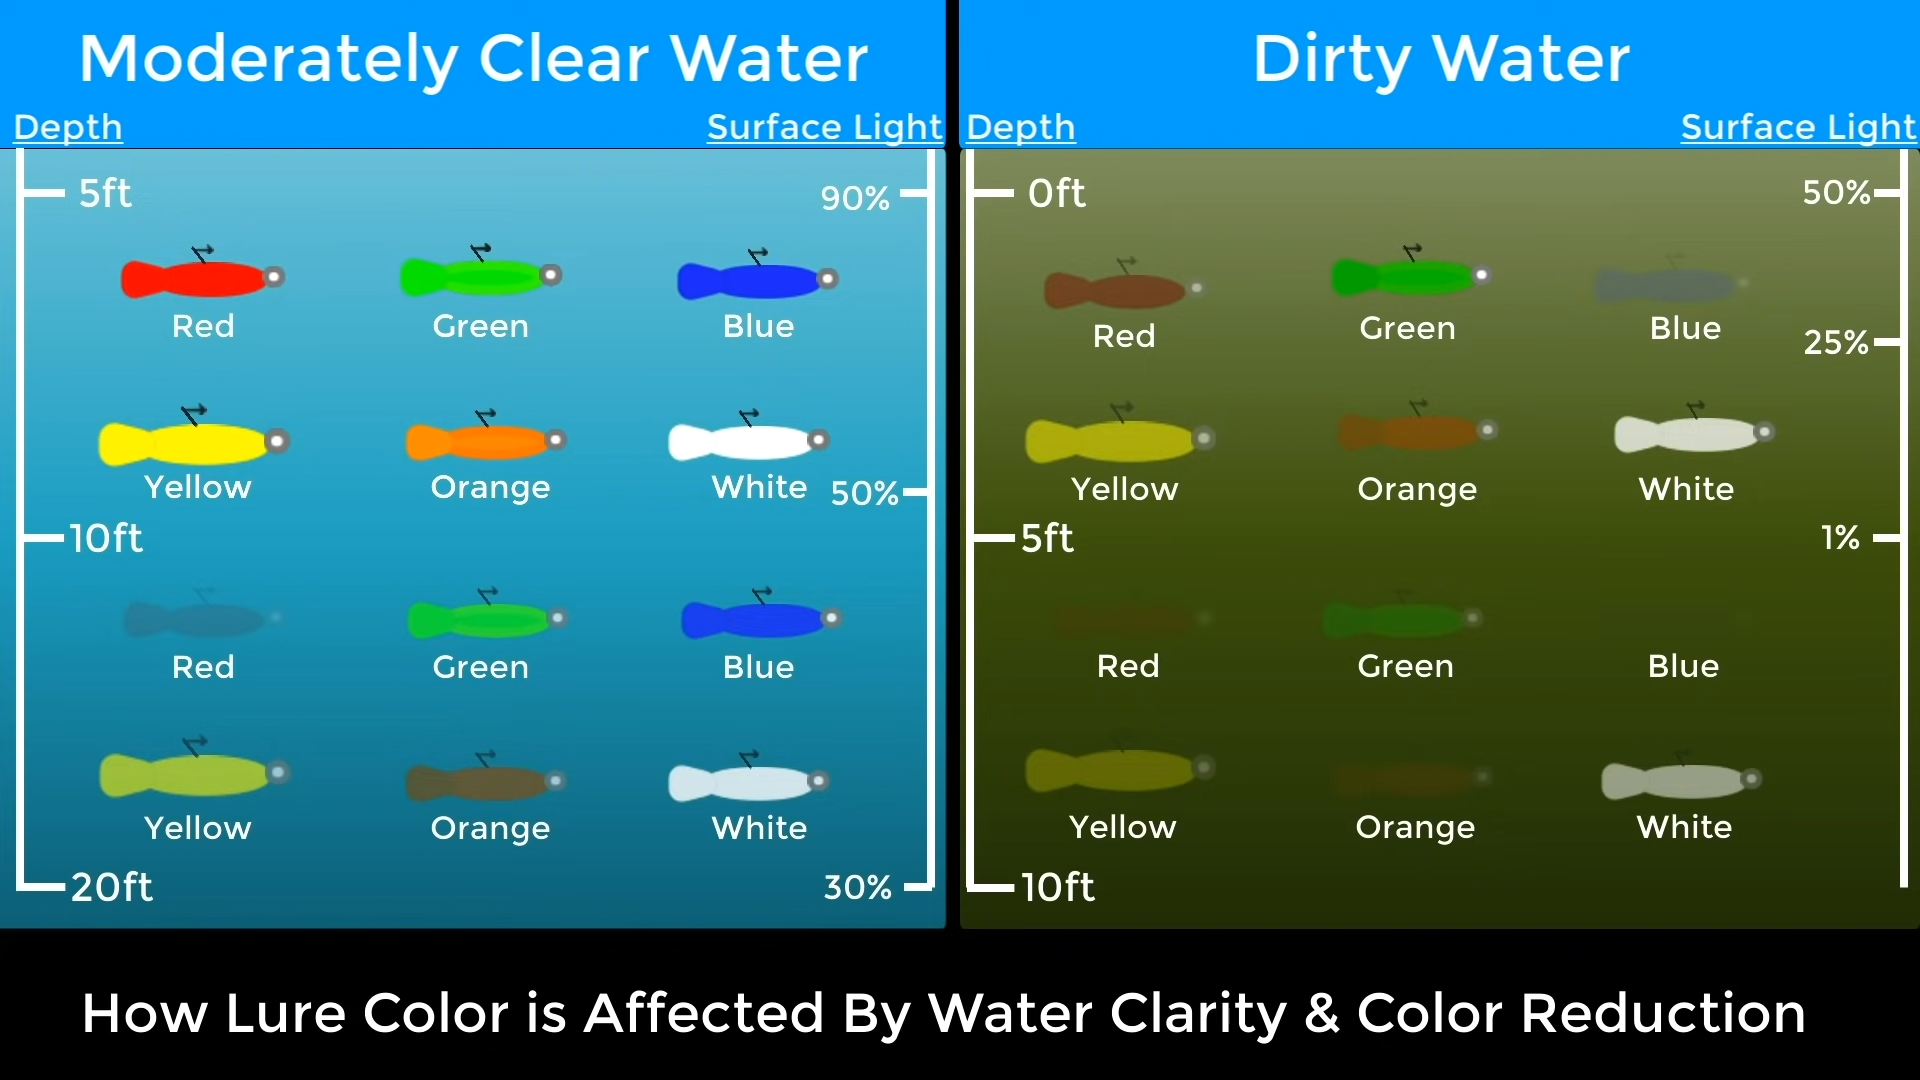 Moderately Clear Water
Depth
Surface Light
5ft
90%
Red
Green
Blue
Yellow
Orange
White
50%
10ft
Red
Green
Blue
Yellow
Orange
White
20ft
30%
Dirty Water
Depth
Surface Light
0ft
50%
Red
Green
Blue
25%
Yellow
Orange
White
5ft
1%
Red
Green
Blue
Yellow
Orange
White
10ft
How Lure Color is Affected By Water Clarity & Color Reduction